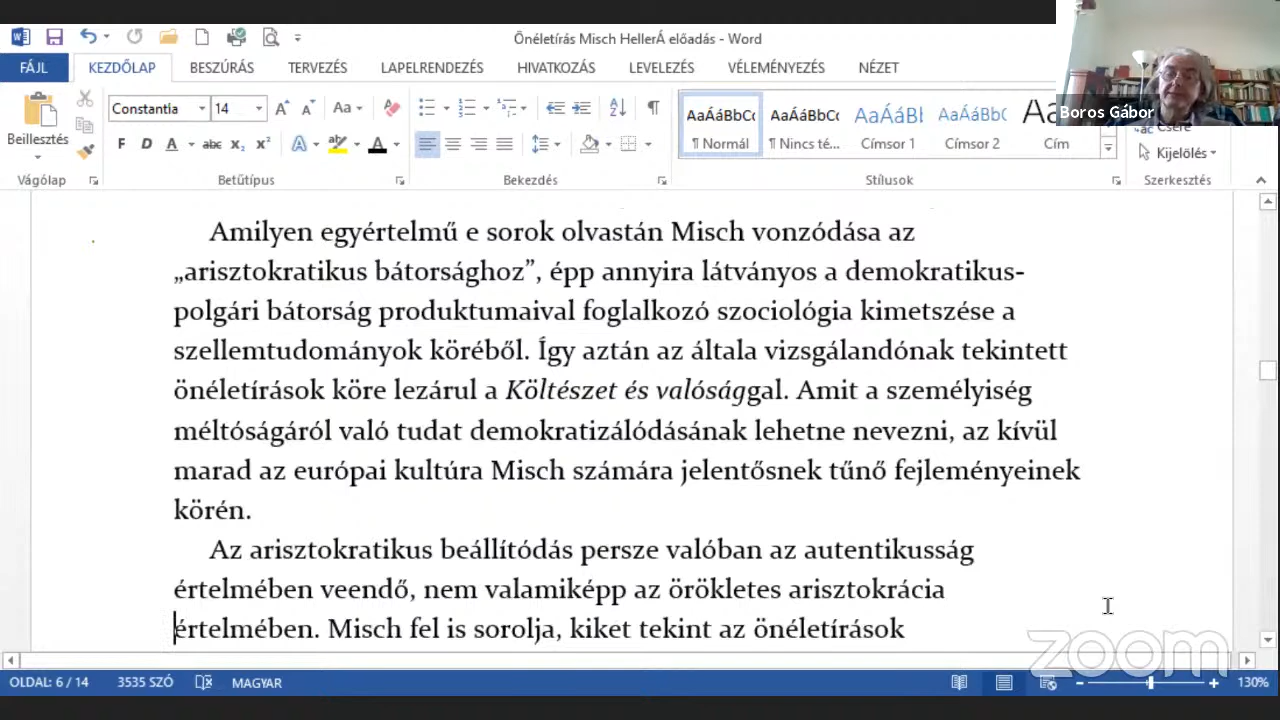 Önéletírás Misch HellerÁ előadás - Word
FÁJL KEZDŐLAP BESZÚRÁS TERVEZÉS LAPELRENDEZÉS HIVATKOZÁS LEVELEZÉS VÉLEMÉNYEZÉS NÉZET
Boros Gábor
Beillesztés
Constantia 14
Aa
F D A abc x₂ x² A A
AaÁáBbCc AaÁáBbCc AaÁáBl AaÁáBbC Aa
¶ Normál ¶ Nincs té... Címsor 1 Címsor 2 Cím
Csere
Kijelölés
Vágólap Betűtípus Bekezdés Stílusok Szerkesztés
Amilyen egyértelmű e sorok olvastán Misch vonzódása az
„arisztokratikus bátorsághoz”, épp annyira látványos a demokratikus-
polgári bátorság produktumaival foglalkozó szociológia kimetszése a
szellemtudományok köréből. Így aztán az általa vizsgálandónak tekintett
önéletírások köre lezárul a Költészet és valósággal. Amit a személyiség
méltóságáról való tudat demokratizálódásának lehetne nevezni, az kívül
marad az európai kultúra Misch számára jelentősnek tűnő fejleményeinek
körén.
Az arisztokratikus beállítódás persze valóban az autentikusság
értelmében veendő, nem valamiképp az örökletes arisztokrácia
értelmében. Misch fel is sorolja, kiket tekint az önéletírások
zoom
OLDAL: 6 / 14 3535 SZÓ MAGYAR 130%